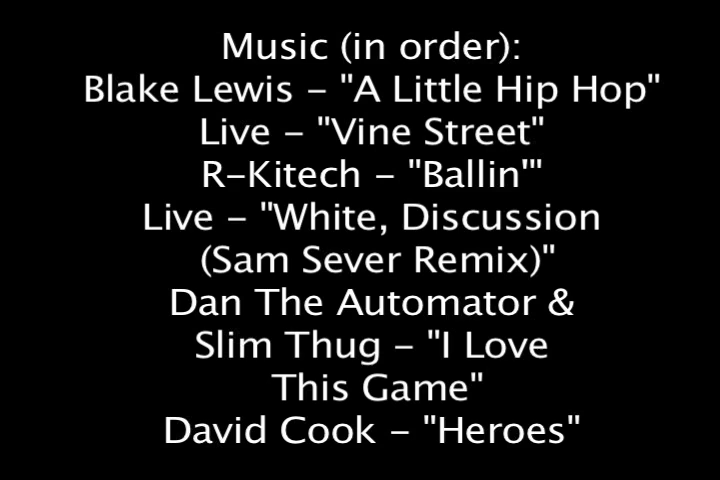 Music (in order):
Blake Lewis – "A Little Hip Hop"
Live – "Vine Street"
R–Kitech – "Ballin'"
Live – "White, Discussion
(Sam Sever Remix)"
Dan The Automator &
Slim Thug – "I Love
This Game"
David Cook – "Heroes"